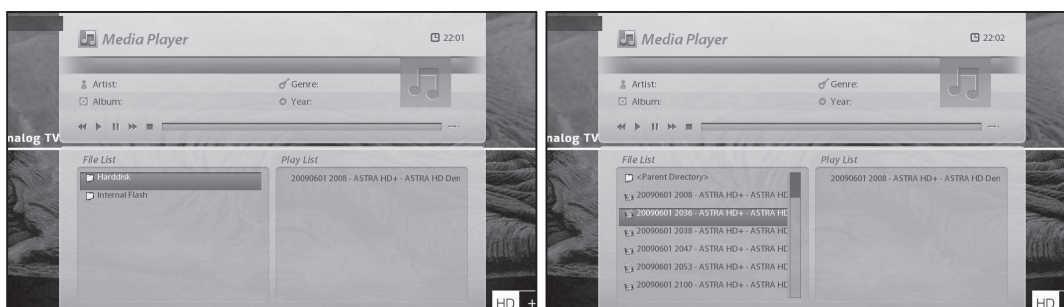 Media Player
22:01
Artist:
Genre:
Album:
Year:
nalog TV
File List
Play List
Harddisk
Internal Flash
20090601 2008 - ASTRA HD+ - ASTRA HD Den
HD +
Media Player
22:02
Artist:
Genre:
Album:
Year:
nalog TV
File List
Play List
<Parent Directory>
20090601 2008 - ASTRA HD+ - ASTRA HD
20090601 2036 - ASTRA HD+ - ASTRA HD
20090601 2038 - ASTRA HD+ - ASTRA HD
20090601 2047 - ASTRA HD+ - ASTRA HD
20090601 2053 - ASTRA HD+ - ASTRA HD
20090601 2100 - ASTRA HD+ - ASTRA HD
20090601 2008 - ASTRA HD+ - ASTRA HD Den
HD